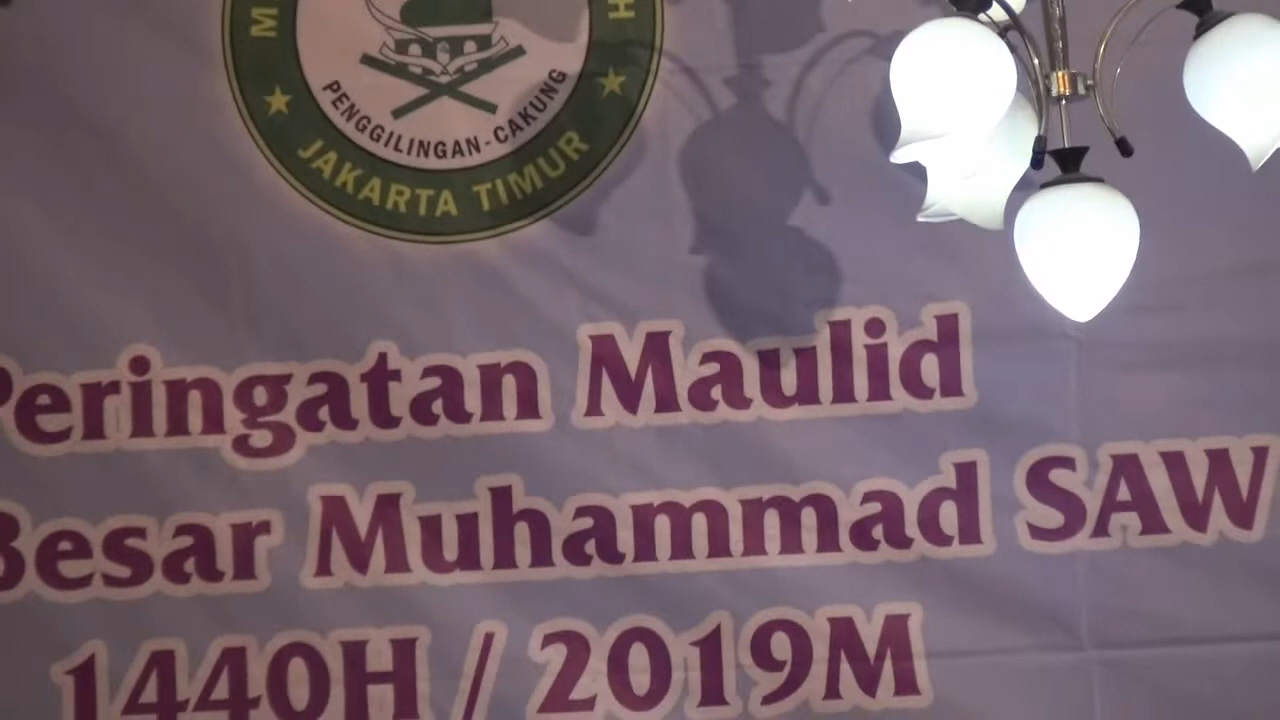 PENGGILINGAN-CAKUNG
JAKARTA TIMUR
Peringatan Maulid
Besar Muhammad SAW
1440H / 2019M